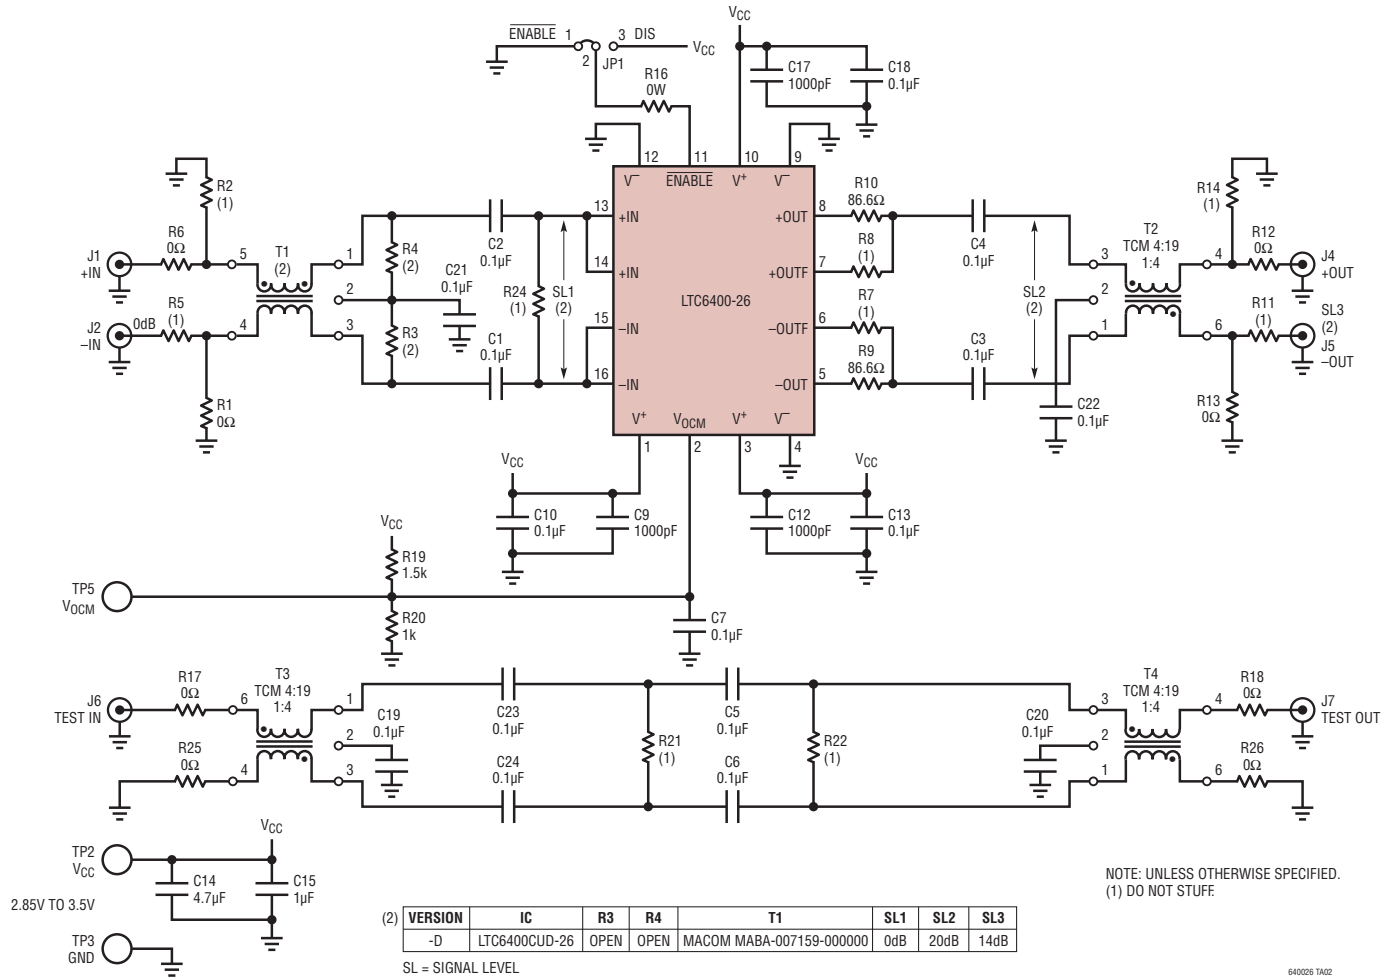 VCC
ENABLE 1
3 DIS
VCC
2
JP1
R16
0W
C17
1000pF
C18
0.1µF
12
11
10
9
V–
ENABLE
V+
V–
R2
(1)
R6
0Ω
J1
+IN
5
T1
(2)
1
R4
(2)
C2
0.1µF
13
+IN
14
+IN
C21
0.1µF
R24
(1)
SL1
(2)
2
R5
(1)
J2
–IN
0dB
4
3
R3
(2)
C1
0.1µF
15
–IN
16
–IN
R1
0Ω
LTC6400-26
R10
86.6Ω
8
+OUT
R8
(1)
7
+OUTF
R7
(1)
6
–OUTF
R9
86.6Ω
5
–OUT
C4
0.1µF
C3
0.1µF
SL2
(2)
R14
(1)
T2
TCM 4:19
1:4
3
4
R12
0Ω
J4
+OUT
2
R11
(1)
SL3
(2)
1
6
J5
–OUT
R13
0Ω
C22
0.1µF
V+
VOCM
V+
V–
1
2
3
4
VCC
C10
0.1µF
C9
1000pF
VCC
C12
1000pF
C13
0.1µF
VCC
R19
1.5k
TP5
VOCM
R20
1k
C7
0.1µF
J6
TEST IN
R17
0Ω
6
T3
TCM 4:19
1:4
1
C19
0.1µF
2
R25
0Ω
4
3
C23
0.1µF
C24
0.1µF
R21
(1)
C5
0.1µF
C6
0.1µF
R22
(1)
C20
0.1µF
T4
TCM 4:19
1:4
3
4
R18
0Ω
J7
TEST OUT
2
R26
0Ω
1
6
VCC
TP2
VCC
C14
4.7µF
C15
1µF
2.85V TO 3.5V
TP3
GND
NOTE: UNLESS OTHERWISE SPECIFIED.
(1) DO NOT STUFF.
(2) VERSION IC R3 R4 T1 SL1 SL2 SL3
-D LTC6400CUD-26 OPEN OPEN MACOM MABA-007159-000000 0dB 20dB 14dB
SL = SIGNAL LEVEL
640026 TA02